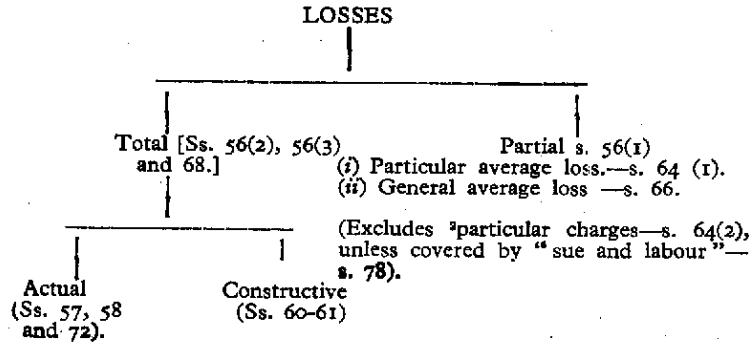 LOSSES
Total [Ss. 56(2), 56(3)
and 68.]
Partial s. 56(1)
(i) Particular average loss.—s. 64 (1).
(ii) General average loss —s. 66.
(Excludes ²particular charges—s. 64(2),
unless covered by "sue and labour"—
s. 78).
Actual
(Ss. 57, 58
and 72).
Constructive
(Ss. 60-61)